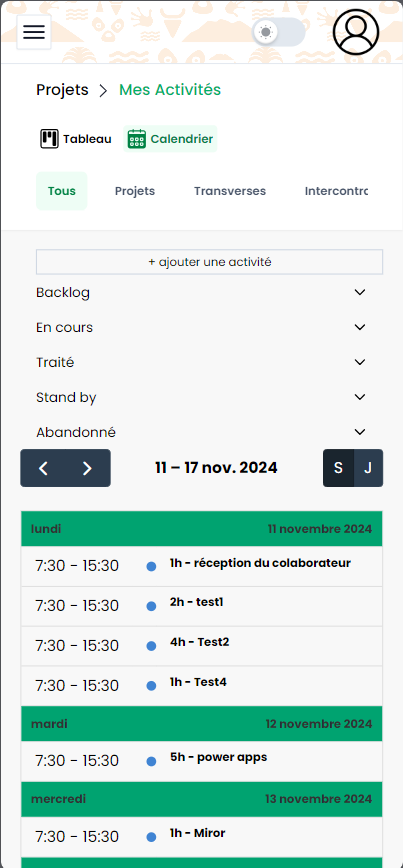 Projets > Mes Activités
Tableau Calendrier
Tous Projets Transverses Intercontrc
+ ajouter une activité
Backlog
En cours
Traité
Stand by
Abandonné
11 – 17 nov. 2024 S J
lundi 11 novembre 2024
7:30 - 15:30 1h - réception du colaborateur
7:30 - 15:30 2h - test1
7:30 - 15:30 4h - Test2
7:30 - 15:30 1h - Test4
mardi 12 novembre 2024
7:30 - 15:30 5h - power apps
mercredi 13 novembre 2024
7:30 - 15:30 1h - Miror